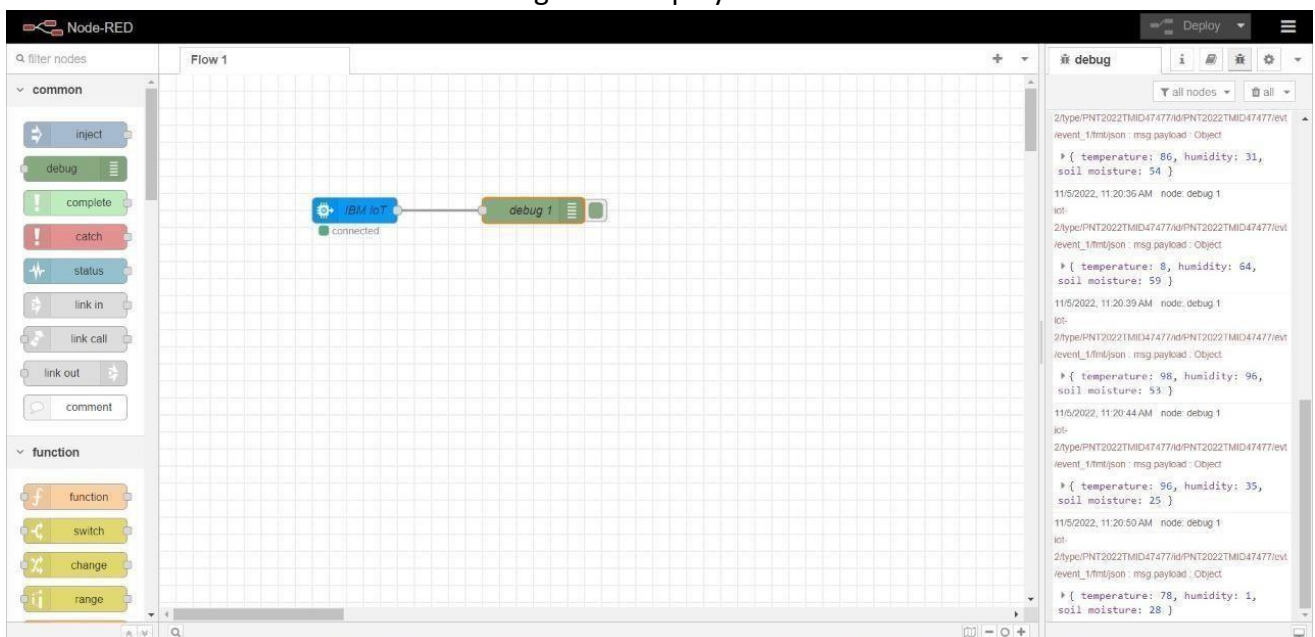 Node-RED
Deploy
filter nodes
Flow 1
debug
i
all nodes
all
common
inject
debug
complete
catch
status
link in
link call
link out
comment
function
function
switch
change
range
IBM IoT
connected
debug 1
2/type/PNT2022TMID47477/id/PNT2022TMID47477/evt
/event_1/fmt/json : msg.payload : Object
{ temperature: 86, humidity: 31,
soil moisture: 54 }
11/5/2022, 11:20:36 AM node: debug 1
iot-
2/type/PNT2022TMID47477/id/PNT2022TMID47477/evt
/event_1/fmt/json : msg.payload : Object
{ temperature: 8, humidity: 64,
soil moisture: 59 }
11/5/2022, 11:20:39 AM node: debug 1
iot-
2/type/PNT2022TMID47477/id/PNT2022TMID47477/evt
/event_1/fmt/json : msg.payload : Object
{ temperature: 98, humidity: 96,
soil moisture: 53 }
11/5/2022, 11:20:44 AM node: debug 1
iot-
2/type/PNT2022TMID47477/id/PNT2022TMID47477/evt
/event_1/fmt/json : msg.payload : Object
{ temperature: 96, humidity: 35,
soil moisture: 25 }
11/5/2022, 11:20:50 AM node: debug 1
iot-
2/type/PNT2022TMID47477/id/PNT2022TMID47477/evt
/event_1/fmt/json : msg.payload : Object
{ temperature: 78, humidity: 1,
soil moisture: 28 }